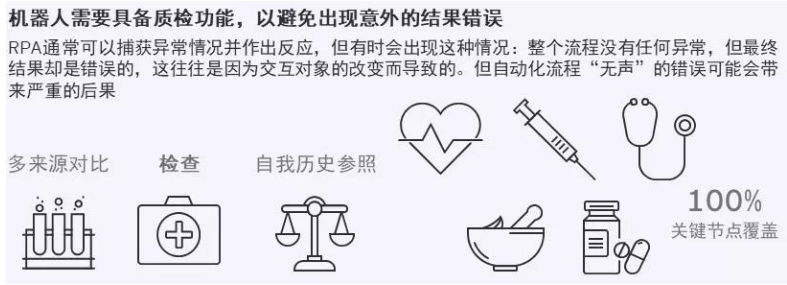 机器人需要具备质检功能，以避免出现意外的结果错误
RPA通常可以捕获异常情况并作出反应，但有时会出现这种情况：整个流程没有任何异常，但最终
结果却是错误的，这往往是因为交互对象的改变而导致的。但自动化流程“无声”的错误可能会带
来严重的后果
多来源对比
检查
自我历史参照
100%
关键节点覆盖